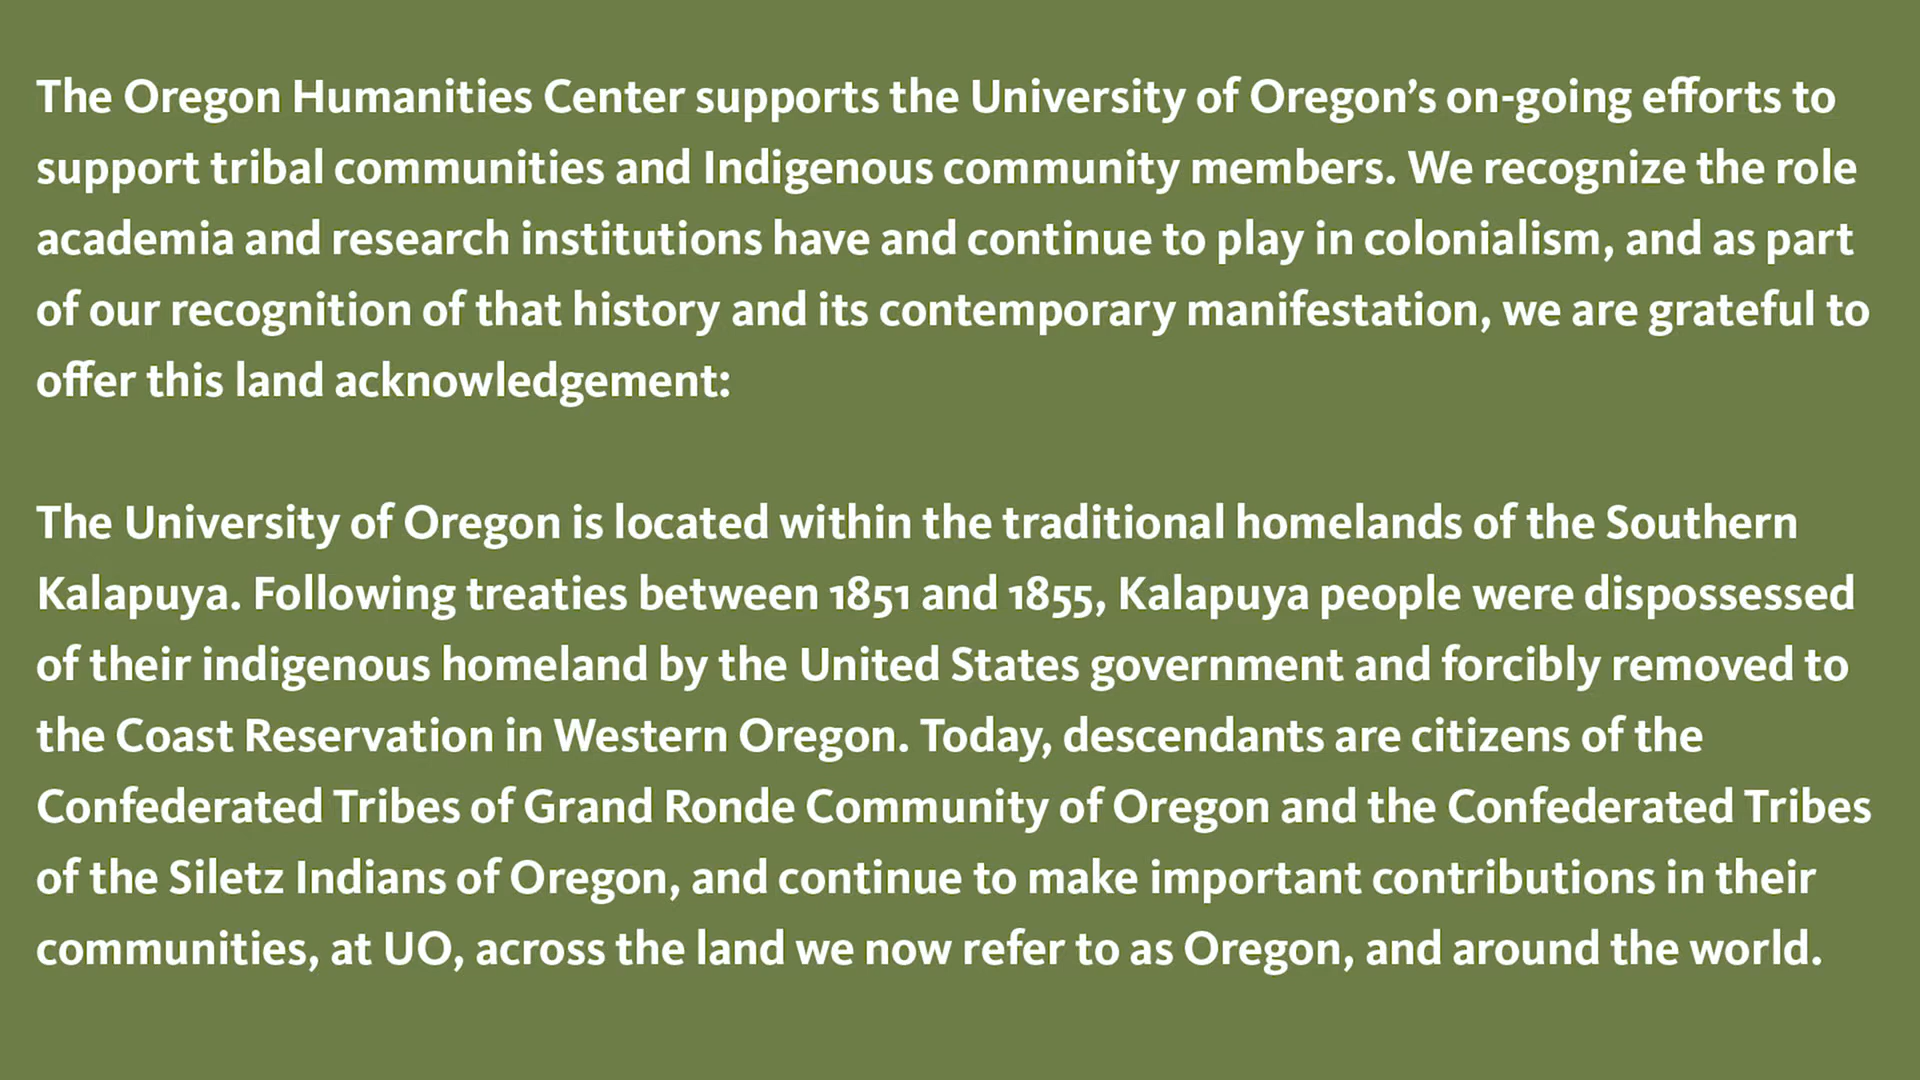 The Oregon Humanities Center supports the University of Oregon’s on-going efforts to
support tribal communities and Indigenous community members. We recognize the role
academia and research institutions have and continue to play in colonialism, and as part
of our recognition of that history and its contemporary manifestation, we are grateful to
offer this land acknowledgement:
The University of Oregon is located within the traditional homelands of the Southern
Kalapuya. Following treaties between 1851 and 1855, Kalapuya people were dispossessed
of their indigenous homeland by the United States government and forcibly removed to
the Coast Reservation in Western Oregon. Today, descendants are citizens of the
Confederated Tribes of Grand Ronde Community of Oregon and the Confederated Tribes
of the Siletz Indians of Oregon, and continue to make important contributions in their
communities, at UO, across the land we now refer to as Oregon, and around the world.